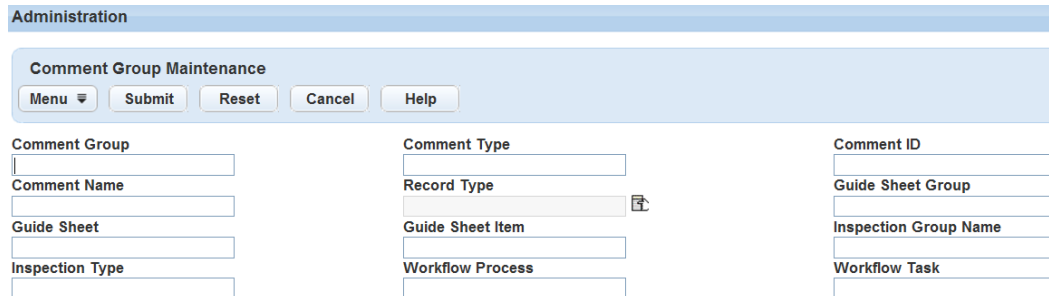 Administration
Comment Group Maintenance
Menu Submit Reset Cancel Help
Comment Group Comment Type Comment ID
Comment Name Record Type Guide Sheet Group
Guide Sheet Guide Sheet Item Inspection Group Name
Inspection Type Workflow Process Workflow Task